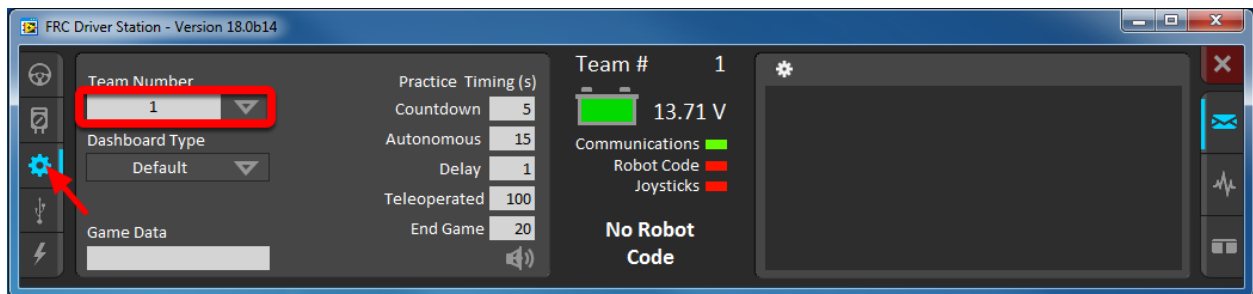 FRC Driver Station - Version 18.0b14
Team Number
1
Dashboard Type
Default
Game Data
Practice Timing (s)
Countdown 5
Autonomous 15
Delay 1
Teleoperated 100
End Game 20
Team # 1
13.71 V
Communications
Robot Code
Joysticks
No Robot
Code